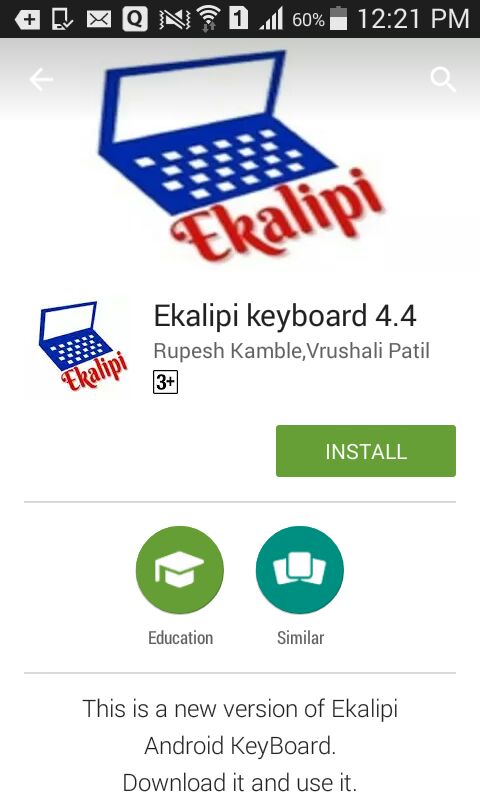 1 60% 12:21 PM
Ekalipi
Ekalipi
Ekalipi keyboard 4.4
Rupesh Kamble,Vrushali Patil
3+
INSTALL
Education
Similar
This is a new version of Ekalipi
Android KeyBoard.
Download it and use it.